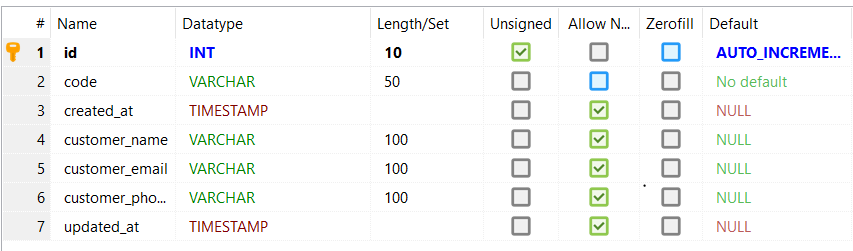 # Name Datatype Length/Set Unsigned Allow N... Zerofill Default
1 id INT 10 AUTO_INCREME...
2 code VARCHAR 50 No default
3 created_at TIMESTAMP NULL
4 customer_name VARCHAR 100 NULL
5 customer_email VARCHAR 100 NULL
6 customer_pho... VARCHAR 100 NULL
7 updated_at TIMESTAMP NULL